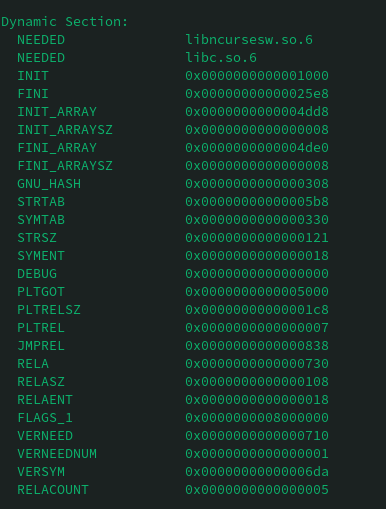 Dynamic Section:
  NEEDED               libncursesw.so.6
  NEEDED               libc.so.6
  INIT                 0x0000000000001000
  FINI                 0x00000000000025e8
  INIT_ARRAY           0x0000000000004dd8
  INIT_ARRAYSZ         0x0000000000000008
  FINI_ARRAY           0x0000000000004de0
  FINI_ARRAYSZ         0x0000000000000008
  GNU_HASH             0x0000000000000308
  STRTAB               0x00000000000005b8
  SYMTAB               0x0000000000000330
  STRSZ                0x0000000000000121
  SYMENT               0x0000000000000018
  DEBUG                0x0000000000000000
  PLTGOT               0x0000000000005000
  PLTRELSZ             0x00000000000001c8
  PLTREL               0x0000000000000007
  JMPREL               0x0000000000000838
  RELA                 0x0000000000000730
  RELASZ               0x0000000000000108
  RELAENT              0x0000000000000018
  FLAGS_1              0x0000000008000000
  VERNEED              0x0000000000000710
  VERNEEDNUM           0x0000000000000001
  VERSYM               0x00000000000006da
  RELACOUNT            0x0000000000000005